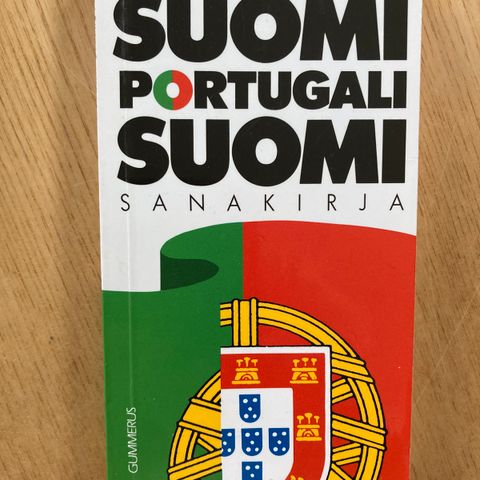 SUOMI
PORTUGALI
SUOMI
SANAKIRJA
GUMMERUS